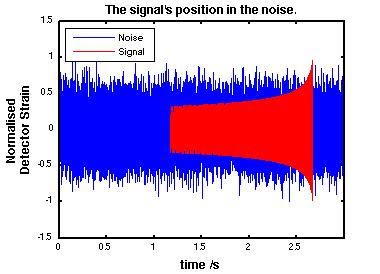 The signal's position in the noise.
1.5
1
0.5
0
-0.5
-1
-1.5
Normalised
Detector Strain
Noise
Signal
0 0.5 1 1.5 2 2.5
time /s